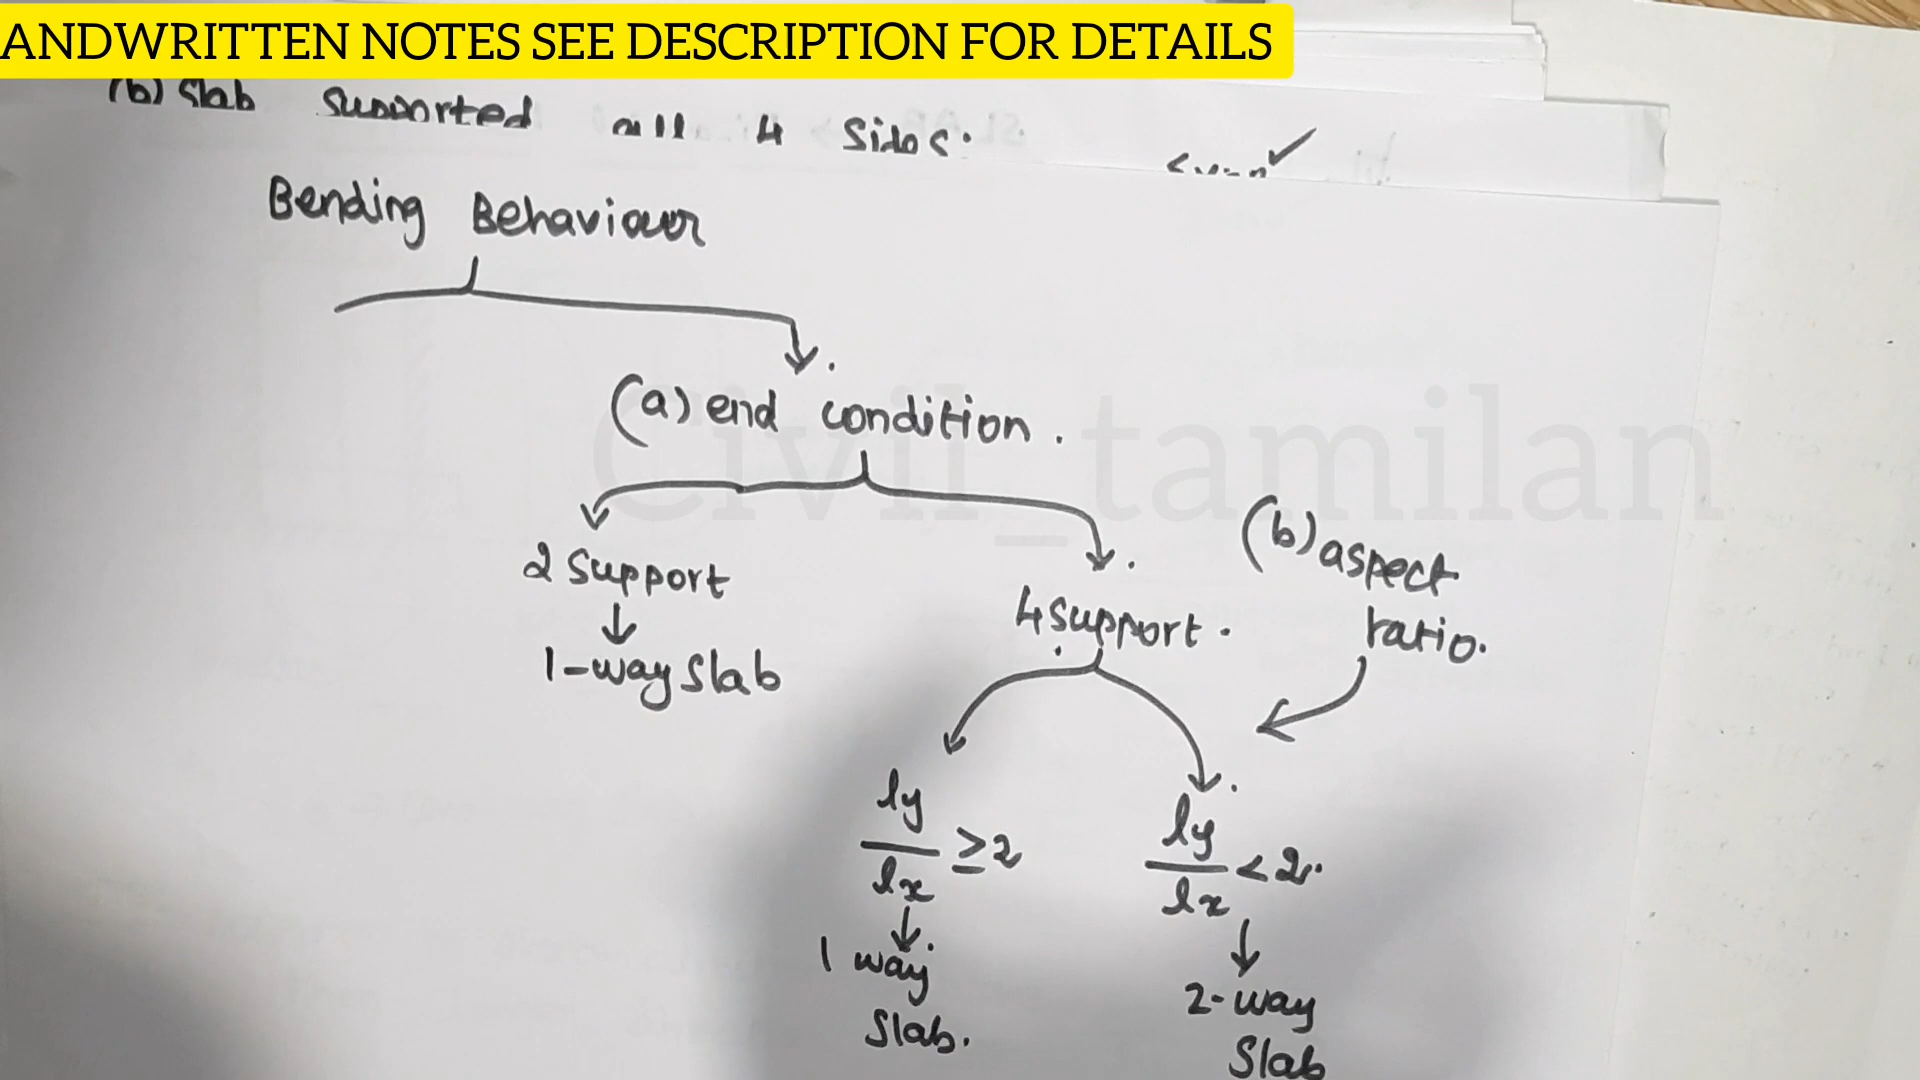 ANDWRITTEN NOTES SEE DESCRIPTION FOR DETAILS
(b) Slab supported all 4 Sides.
Bending Behaviour
(a) end condition.
Civil_tamilan
(b) aspect
ratio.
2 Support
4 Support.
1-way Slab
ly/lx ≥ 2
ly/lx < 2.
1 way
Slab.
2-way
Slab